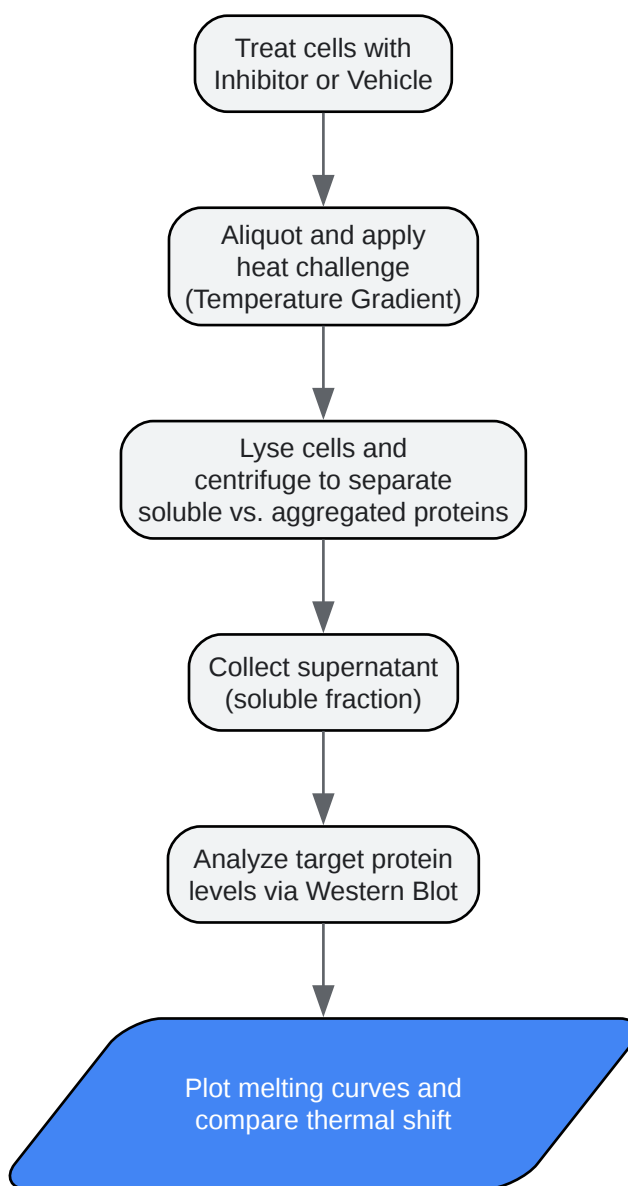 Treat cells with
Inhibitor or Vehicle
Aliquot and apply
heat challenge
(Temperature Gradient)
Lyse cells and
centrifuge to separate
soluble vs. aggregated proteins
Collect supernatant
(soluble fraction)
Analyze target protein
levels via Western Blot
Plot melting curves and
compare thermal shift